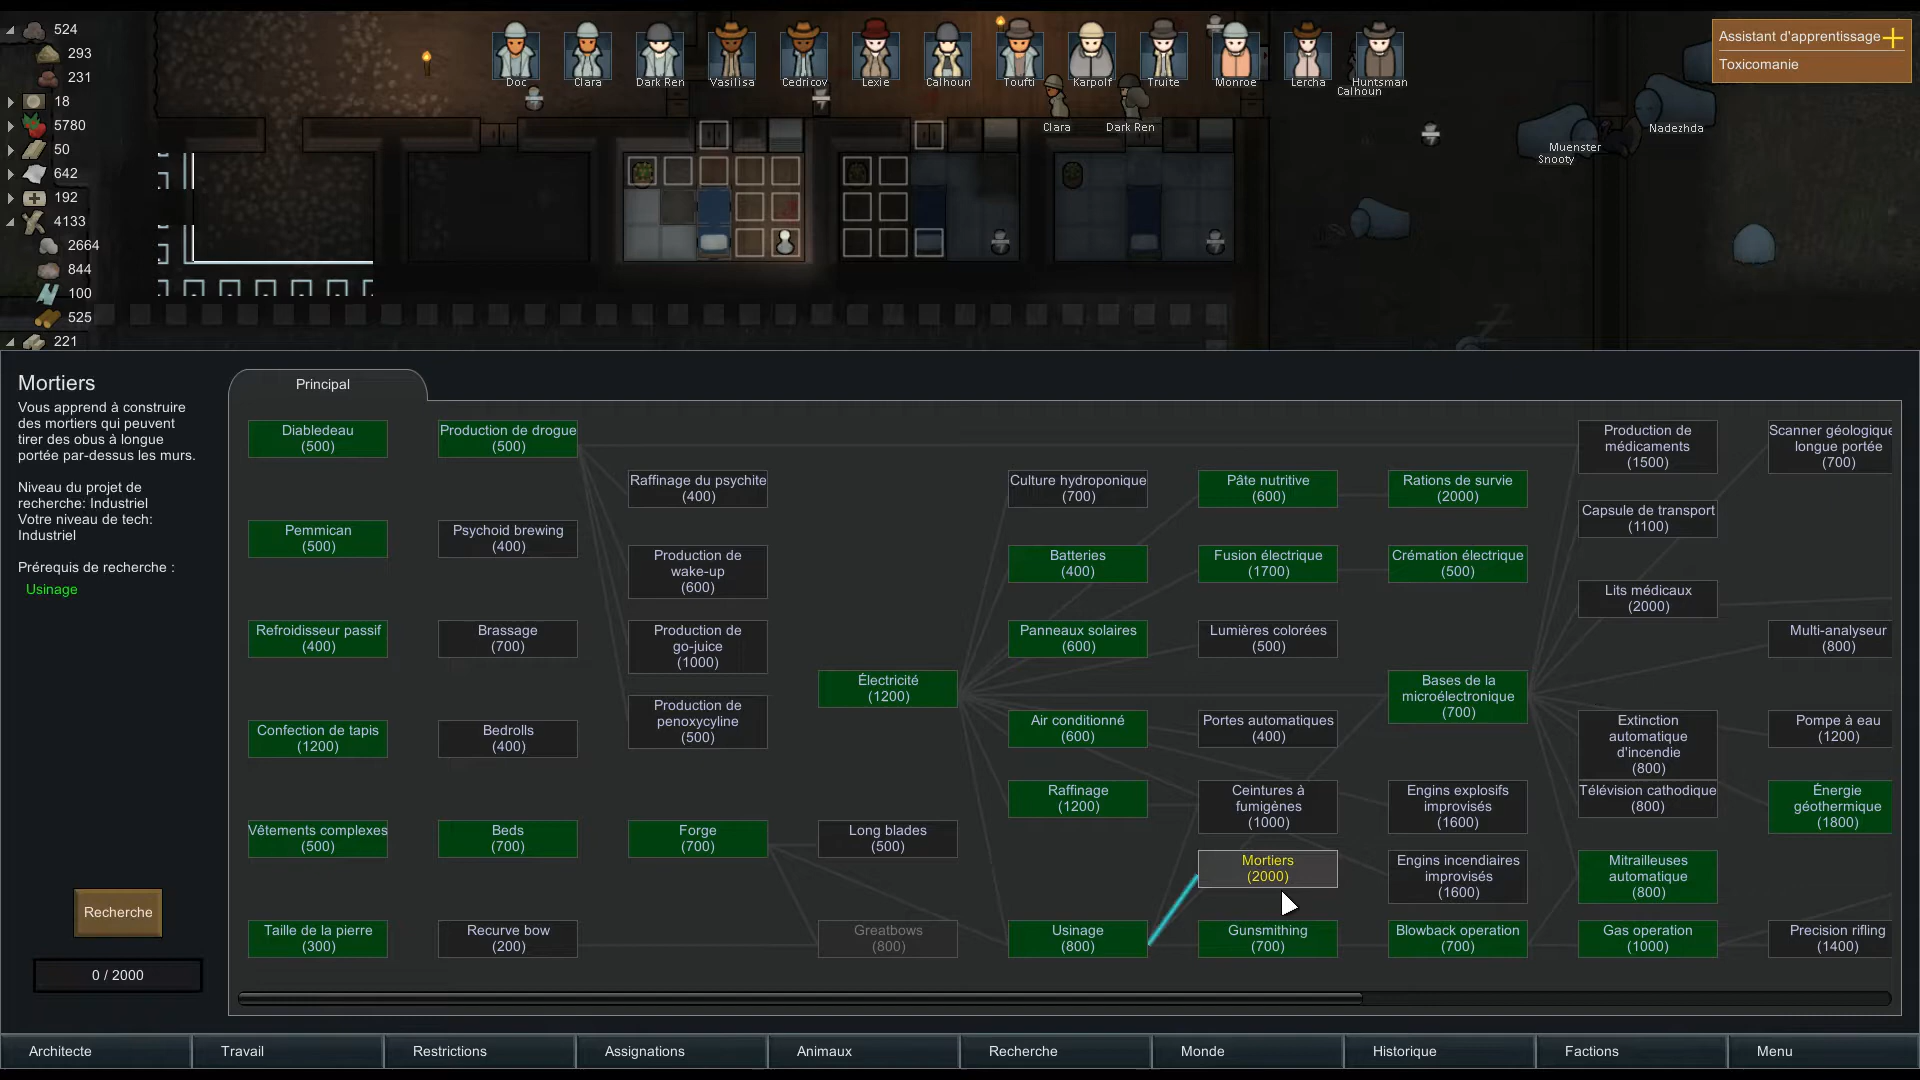 524
293
231
18
5780
50
642
192
4133
2664
844
100
525
221
Doc
Clara
Dark Ren
Vasilisa
Cedricov
Lexie
Calhoun
Toufti
Karpolf
Truite
Monroe
Lercha
Huntsman
Calhoun
Clara
Dark Ren
Nadezhda
Muenster
Snooty
Assistant d'apprentissage
Toxicomanie
Mortiers
Vous apprend à construire
des mortiers qui peuvent
tirer des obus à longue
portée par-dessus les murs.
Niveau du projet de
recherche: Industriel
Votre niveau de tech:
Industriel
Prérequis de recherche :
Usinage
Recherche
0 / 2000
Principal
Diabledeau
(500)
Pemmican
(500)
Refroidisseur passif
(400)
Confection de tapis
(1200)
Vêtements complexes
(500)
Taille de la pierre
(300)
Production de drogue
(500)
Psychoid brewing
(400)
Brassage
(700)
Bedrolls
(400)
Beds
(700)
Recurve bow
(200)
Raffinage du psychite
(400)
Production de
wake-up
(600)
Production de
go-juice
(1000)
Production de
penoxycyline
(500)
Forge
(700)
Électricité
(1200)
Long blades
(500)
Greatbows
(800)
Culture hydroponique
(700)
Batteries
(400)
Panneaux solaires
(600)
Air conditionné
(600)
Raffinage
(1200)
Usinage
(800)
Pâte nutritive
(600)
Fusion électrique
(1700)
Lumières colorées
(500)
Portes automatiques
(400)
Ceintures à
fumigènes
(1000)
Mortiers
(2000)
Gunsmithing
(700)
Rations de survie
(2000)
Crémation électrique
(500)
Bases de la
microélectronique
(700)
Engins explosifs
improvisés
(1600)
Engins incendiaires
improvisés
(1600)
Blowback operation
(700)
Production de
médicaments
(1500)
Capsule de transport
(1100)
Lits médicaux
(2000)
Extinction
automatique
d'incendie
(800)
Télévision cathodique
(800)
Mitrailleuses
automatique
(800)
Gas operation
(1000)
Scanner géologique
longue portée
(700)
Multi-analyseur
(800)
Pompe à eau
(1200)
Énergie
géothermique
(1800)
Precision rifling
(1400)
Architecte
Travail
Restrictions
Assignations
Animaux
Recherche
Monde
Historique
Factions
Menu